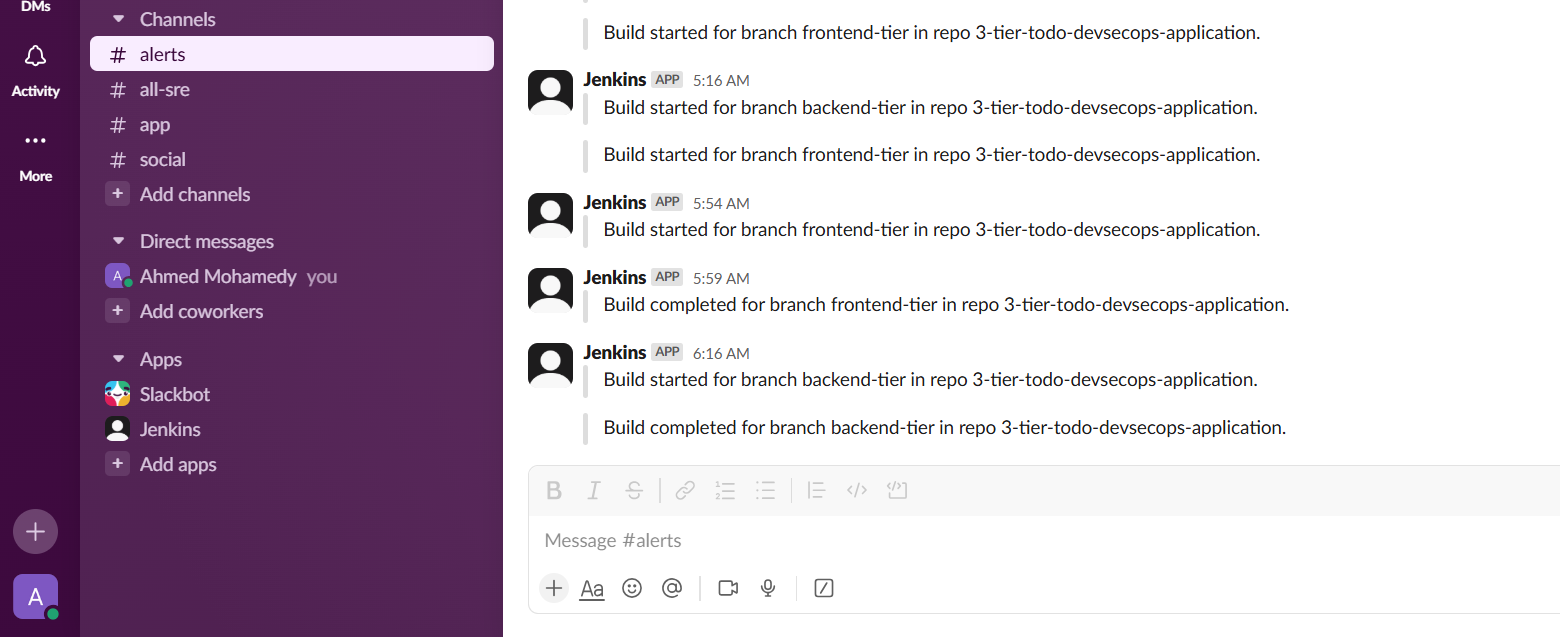 DMs
Activity
More
A
Channels
# alerts
# all-sre
# app
# social
+ Add channels
Direct messages
A Ahmed Mohamedy you
+ Add coworkers
Apps
Slackbot
Jenkins
+ Add apps
Build started for branch frontend-tier in repo 3-tier-todo-devsecops-application.
Jenkins APP 5:16 AM
Build started for branch backend-tier in repo 3-tier-todo-devsecops-application.
Build started for branch frontend-tier in repo 3-tier-todo-devsecops-application.
Jenkins APP 5:54 AM
Build started for branch frontend-tier in repo 3-tier-todo-devsecops-application.
Jenkins APP 5:59 AM
Build completed for branch frontend-tier in repo 3-tier-todo-devsecops-application.
Jenkins APP 6:16 AM
Build started for branch backend-tier in repo 3-tier-todo-devsecops-application.
Build completed for branch backend-tier in repo 3-tier-todo-devsecops-application.
B I S
Message #alerts
+ Aa @